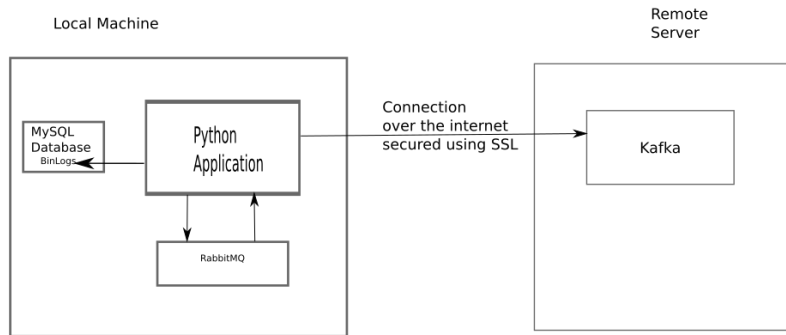 Local Machine
Remote
Server
MySQL
Database
BinLogs
Python
Application
Connection
over the internet
secured using SSL
Kafka
RabbitMQ